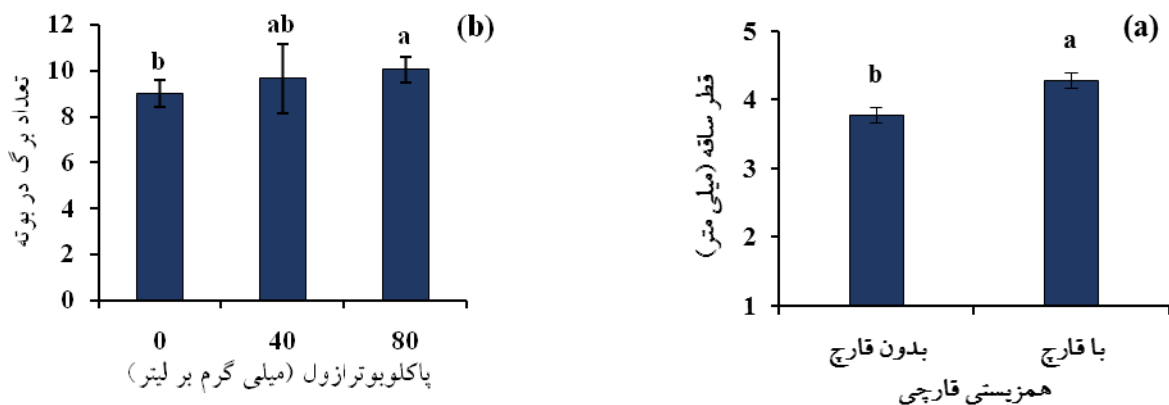 (b)
12
10
8
6
4
2
0
تعداد برگ در بوته
b
ab
a
0 40 80
پاکلوبوترازول (میلی گرم بر لیتر)
(a)
5
4
3
2
1
قطر ساقه (میلی متر)
b
a
بدون قارچ
با قارچ
همزیستی قارچی